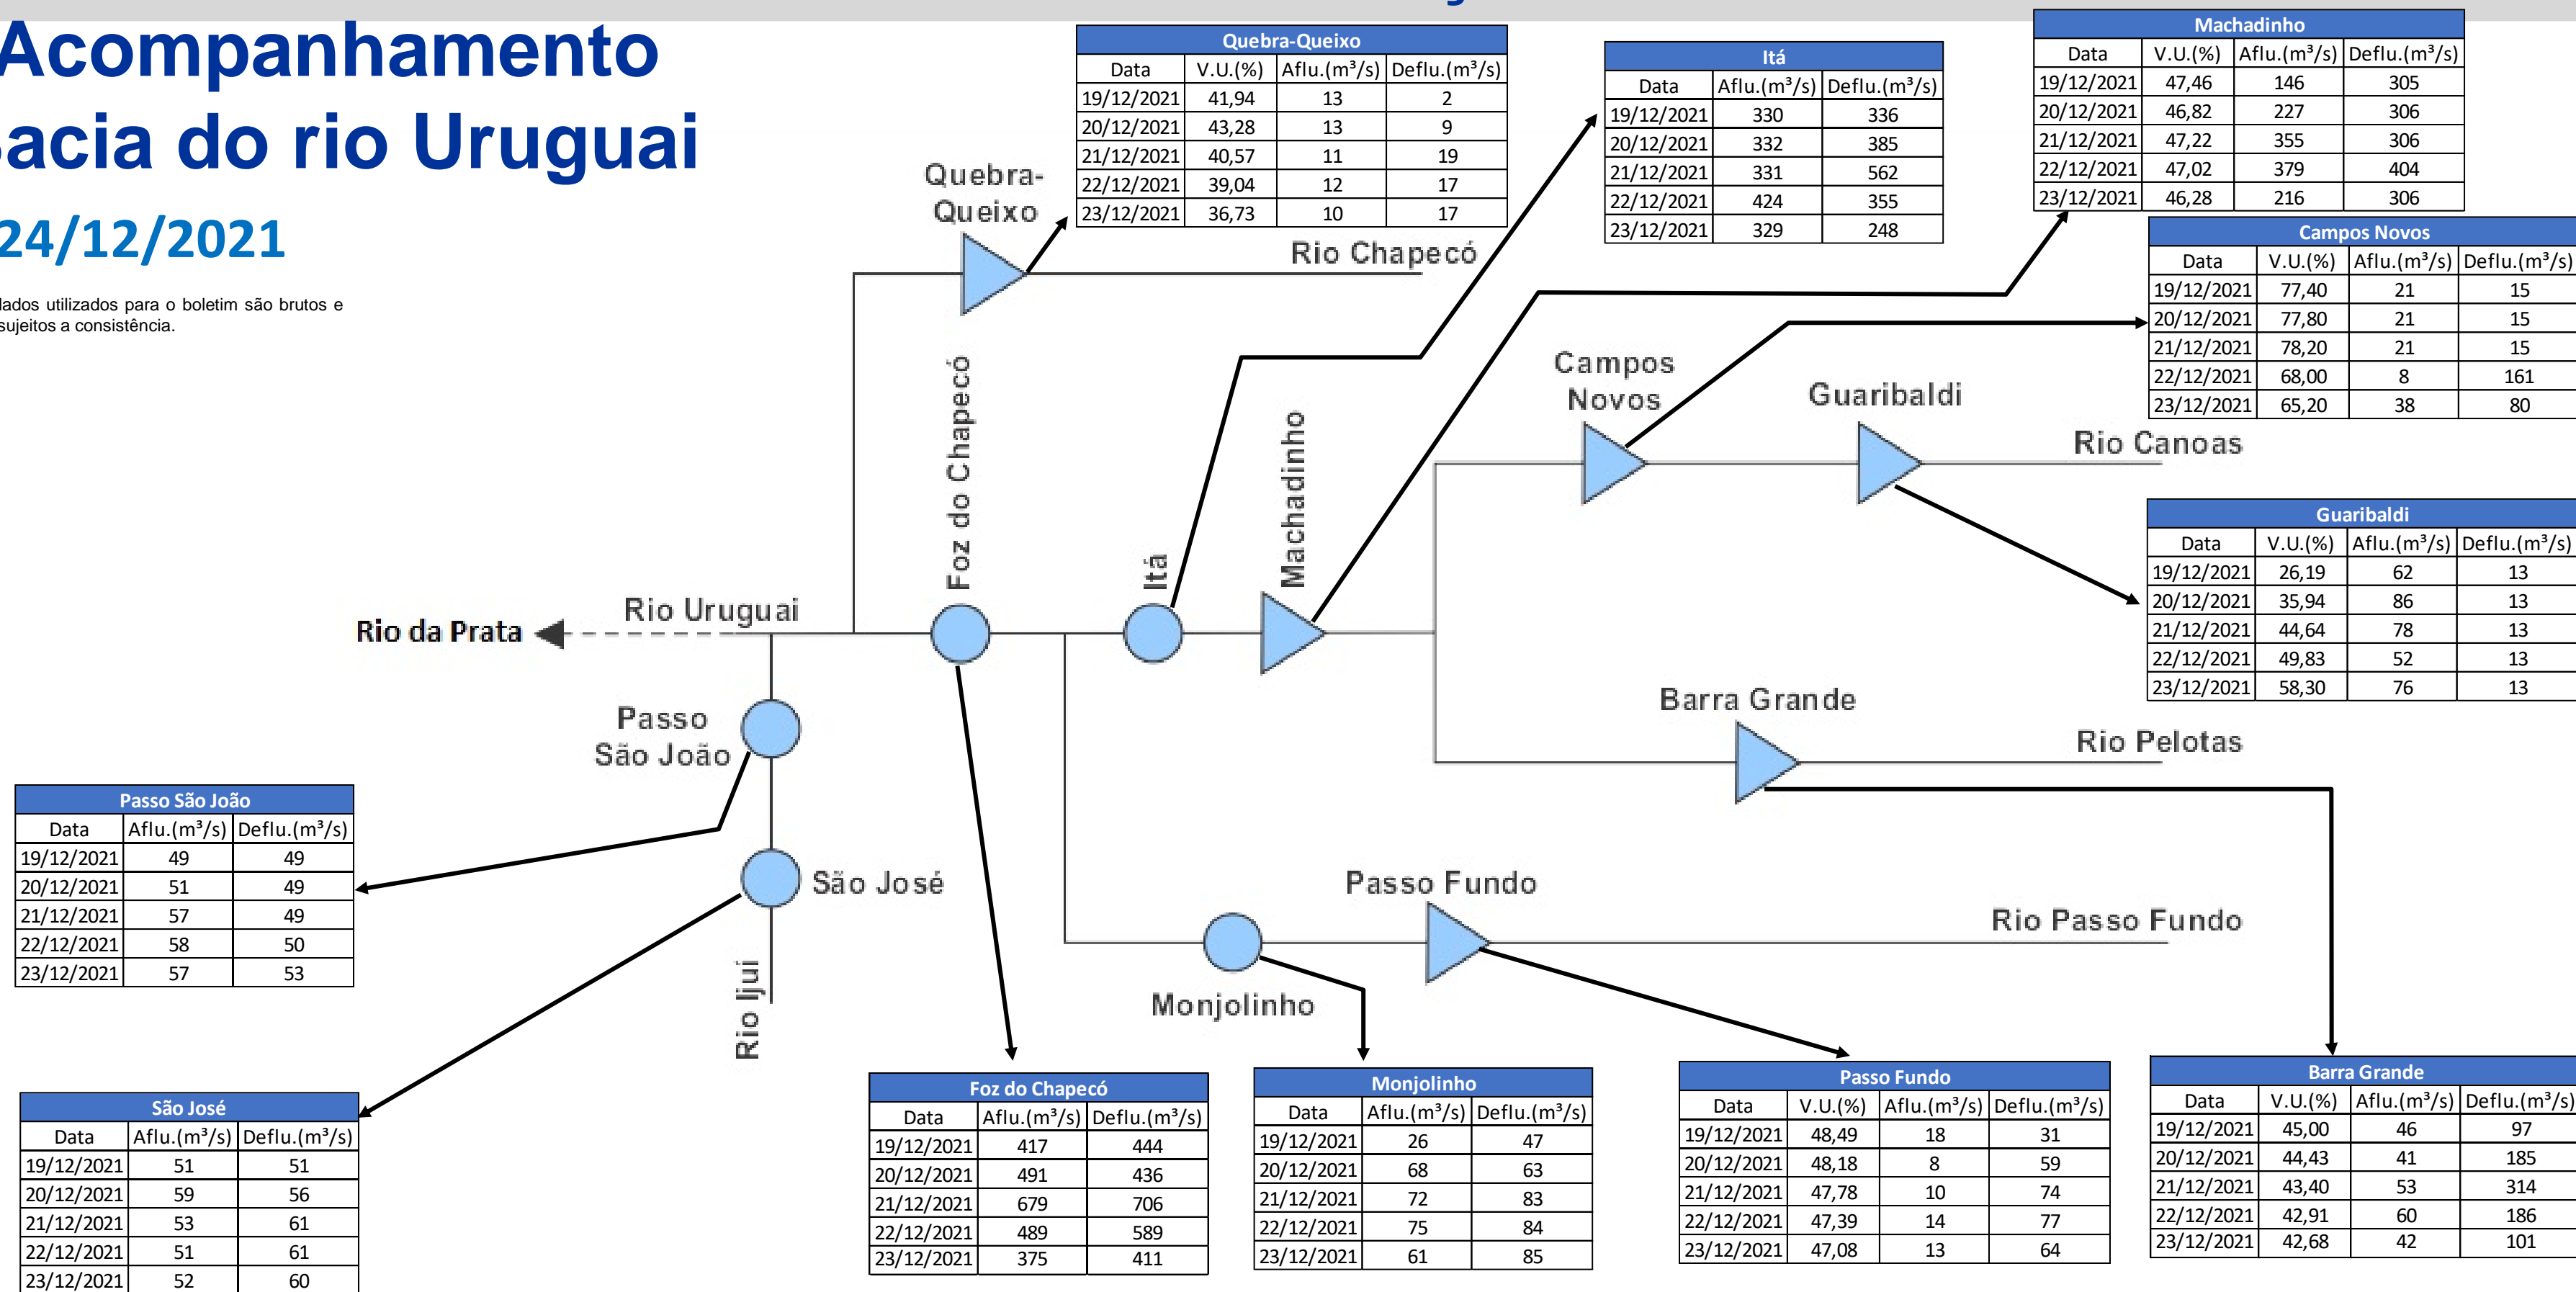 Acompanhamento
Bacia do rio Uruguai
24/12/2021
dados utilizados para o boletim são brutos e
sujeitos a consistência.
Quebra-Queixo
Data V.U.(%) Aflu.(m³/s) Deflu.(m³/s)
19/12/2021 41,94 13 2
20/12/2021 43,28 13 9
21/12/2021 40,57 11 19
22/12/2021 39,04 12 17
23/12/2021 36,73 10 17
Itá
Data Aflu.(m³/s) Deflu.(m³/s)
19/12/2021 330 336
20/12/2021 332 385
21/12/2021 331 562
22/12/2021 424 355
23/12/2021 329 248
Machadinho
Data V.U.(%) Aflu.(m³/s) Deflu.(m³/s)
19/12/2021 47,46 146 305
20/12/2021 46,82 227 306
21/12/2021 47,22 355 306
22/12/2021 47,02 379 404
23/12/2021 46,28 216 306
Campos Novos
Data V.U.(%) Aflu.(m³/s) Deflu.(m³/s)
19/12/2021 77,40 21 15
20/12/2021 77,80 21 15
21/12/2021 78,20 21 15
22/12/2021 68,00 8 161
23/12/2021 65,20 38 80
Guaribaldi
Data V.U.(%) Aflu.(m³/s) Deflu.(m³/s)
19/12/2021 26,19 62 13
20/12/2021 35,94 86 13
21/12/2021 44,64 78 13
22/12/2021 49,83 52 13
23/12/2021 58,30 76 13
Quebra-
Queixo
Rio Chapecó
Foz do Chapecó
Itá
Machadinho
Campos
Novos
Guaribaldi
Rio Canoas
Rio da Prata
Rio Uruguai
Barra Grande
Rio Pelotas
Passo
São João
São José
Rio Ijui
Passo Fundo
Rio Passo Fundo
Monjolinho
Passo São João
Data Aflu.(m³/s) Deflu.(m³/s)
19/12/2021 49 49
20/12/2021 51 49
21/12/2021 57 49
22/12/2021 58 50
23/12/2021 57 53
São José
Data Aflu.(m³/s) Deflu.(m³/s)
19/12/2021 51 51
20/12/2021 59 56
21/12/2021 53 61
22/12/2021 51 61
23/12/2021 52 60
Foz do Chapecó
Data Aflu.(m³/s) Deflu.(m³/s)
19/12/2021 417 444
20/12/2021 491 436
21/12/2021 679 706
22/12/2021 489 589
23/12/2021 375 411
Monjolinho
Data Aflu.(m³/s) Deflu.(m³/s)
19/12/2021 26 47
20/12/2021 68 63
21/12/2021 72 83
22/12/2021 75 84
23/12/2021 61 85
Passo Fundo
Data V.U.(%) Aflu.(m³/s) Deflu.(m³/s)
19/12/2021 48,49 18 31
20/12/2021 48,18 8 59
21/12/2021 47,78 10 74
22/12/2021 47,39 14 77
23/12/2021 47,08 13 64
Barra Grande
Data V.U.(%) Aflu.(m³/s) Deflu.(m³/s)
19/12/2021 45,00 46 97
20/12/2021 44,43 41 185
21/12/2021 43,40 53 314
22/12/2021 42,91 60 186
23/12/2021 42,68 42 101